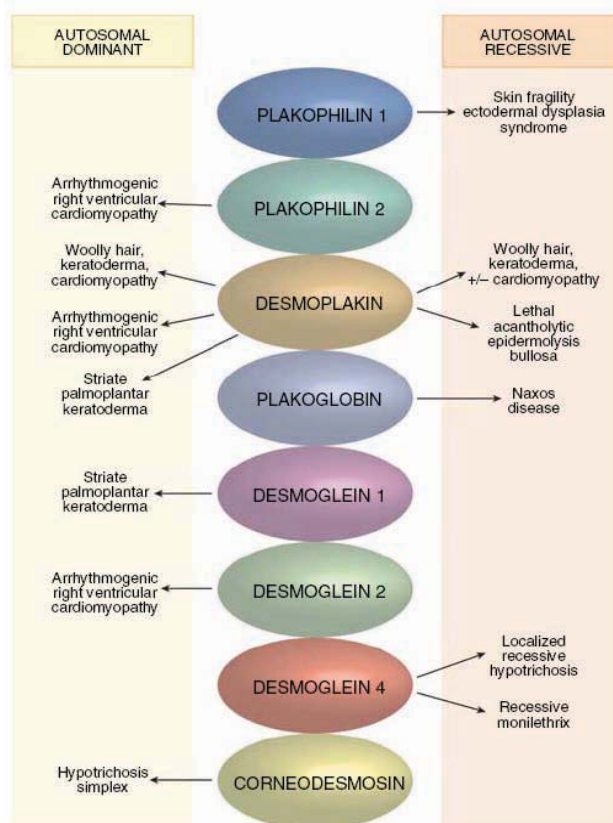 AUTOSOMAL
DOMINANT
AUTOSOMAL
RECESSIVE
PLAKOPHILIN 1
Skin fragility
ectodermal dysplasia
syndrome
Arrhythmogenic
right ventricular
cardiomyopathy
PLAKOPHILIN 2
Woolly hair,
keratoderma,
cardiomyopathy
Arrhythmogenic
right ventricular
cardiomyopathy
Striate
palmoplantar
keratoderma
DESMOPLAKIN
Woolly hair,
keratoderma,
+/– cardiomyopathy
Lethal
acantholytic
epidermolysis
bullosa
PLAKOGLOBIN
Naxos
disease
Striate
palmoplantar
keratoderma
DESMOGLEIN 1
Arrhythmogenic
right ventricular
cardiomyopathy
DESMOGLEIN 2
DESMOGLEIN 4
Localized
recessive
hypotrichosis
Recessive
monilethrix
Hypotrichosis
simplex
CORNEODESMOSIN